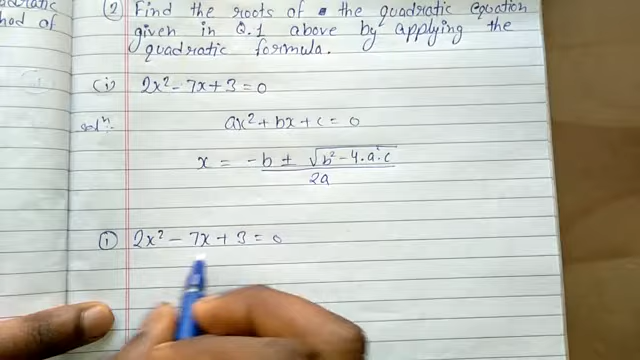 ② Find the roots of the quadratic equation
given in Q.1 above by applying the
quadratic formula.
(i) 2x² - 7x + 3 = 0
solⁿ:-
ax² + bx + c = 0
x = -b ± √b² - 4·a·c
2a
① 2x² - 7x + 3 = 0